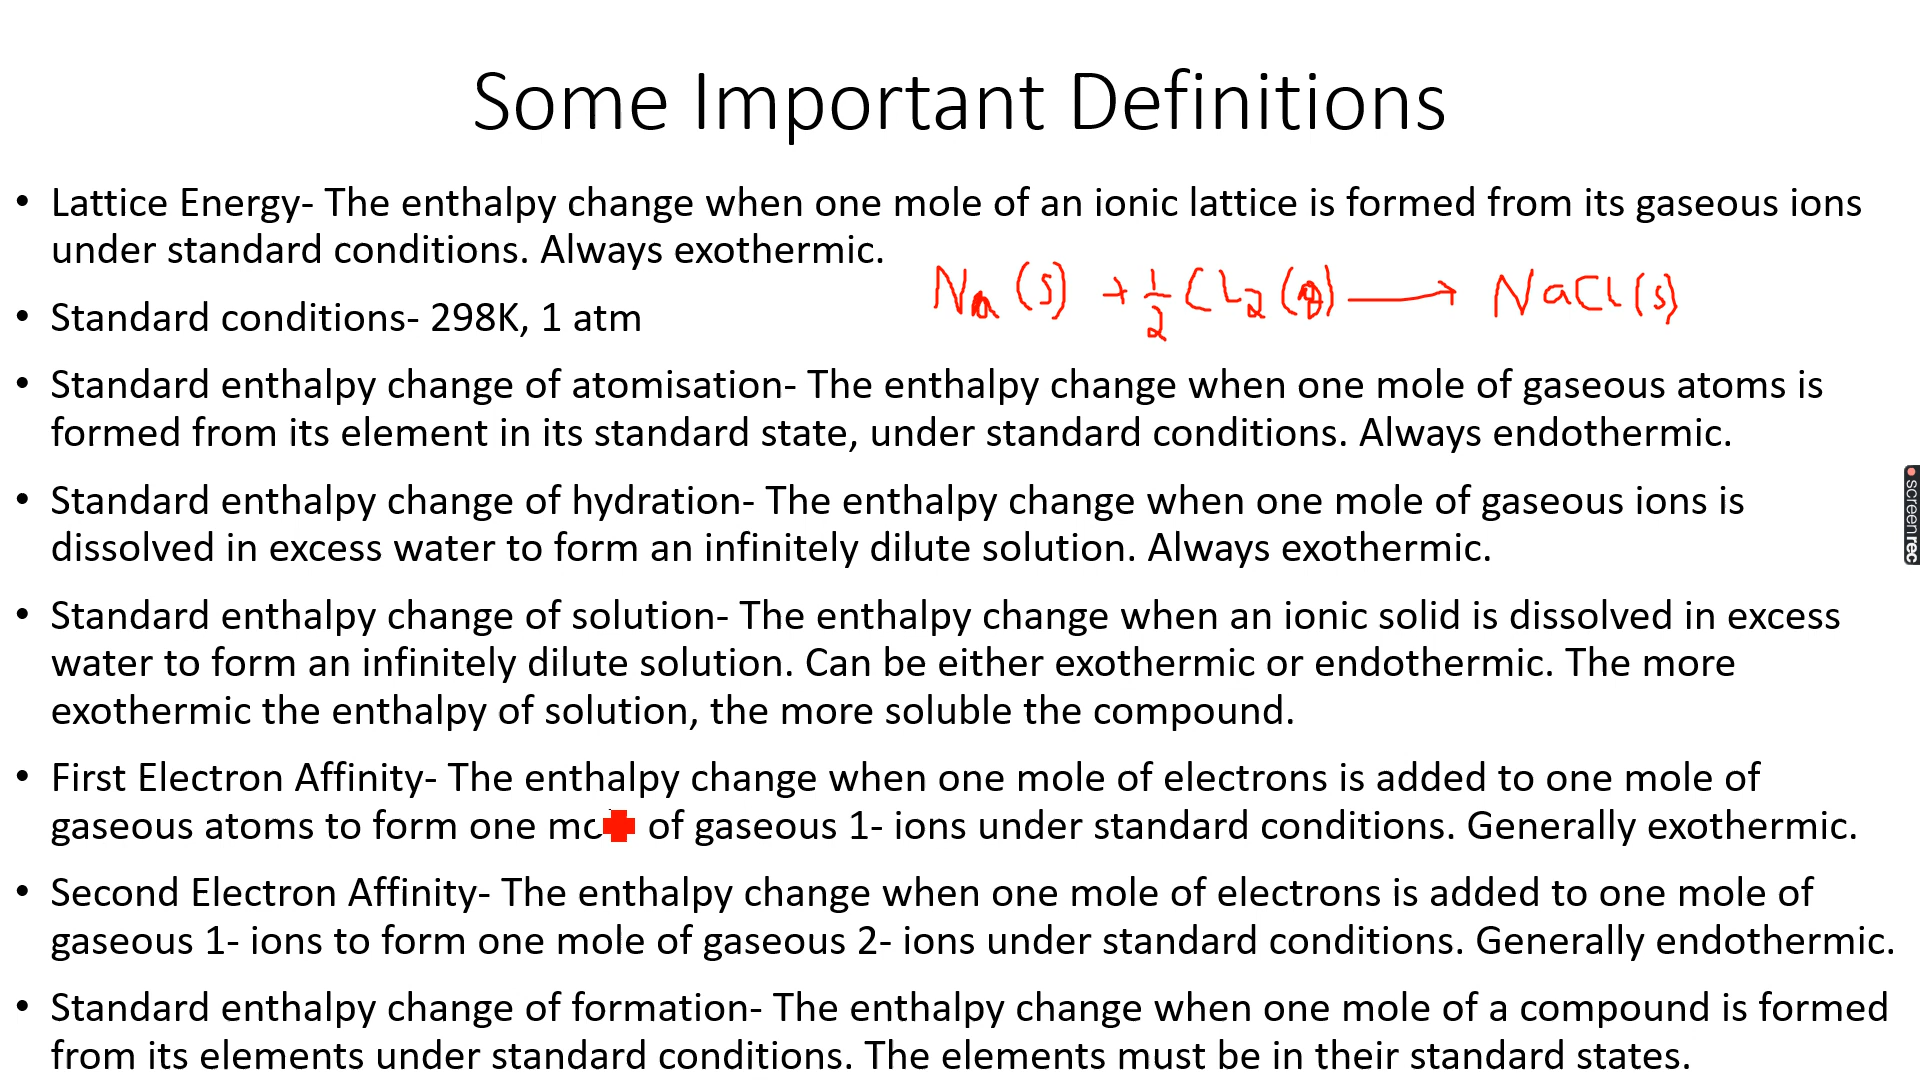 Some Important Definitions
• Lattice Energy- The enthalpy change when one mole of an ionic lattice is formed from its gaseous ions
under standard conditions. Always exothermic.
Na (s) + 1/2 Cl2 (g) → NaCl (s)
• Standard conditions- 298K, 1 atm
• Standard enthalpy change of atomisation- The enthalpy change when one mole of gaseous atoms is
formed from its element in its standard state, under standard conditions. Always endothermic.
• Standard enthalpy change of hydration- The enthalpy change when one mole of gaseous ions is
dissolved in excess water to form an infinitely dilute solution. Always exothermic.
• Standard enthalpy change of solution- The enthalpy change when an ionic solid is dissolved in excess
water to form an infinitely dilute solution. Can be either exothermic or endothermic. The more
exothermic the enthalpy of solution, the more soluble the compound.
• First Electron Affinity- The enthalpy change when one mole of electrons is added to one mole of
gaseous atoms to form one of gaseous 1- ions under standard conditions. Generally exothermic.
• Second Electron Affinity- The enthalpy change when one mole of electrons is added to one mole of
gaseous 1- ions to form one mole of gaseous 2- ions under standard conditions. Generally endothermic.
• Standard enthalpy change of formation- The enthalpy change when one mole of a compound is formed
from its elements under standard conditions. The elements must be in their standard states.
screenrec